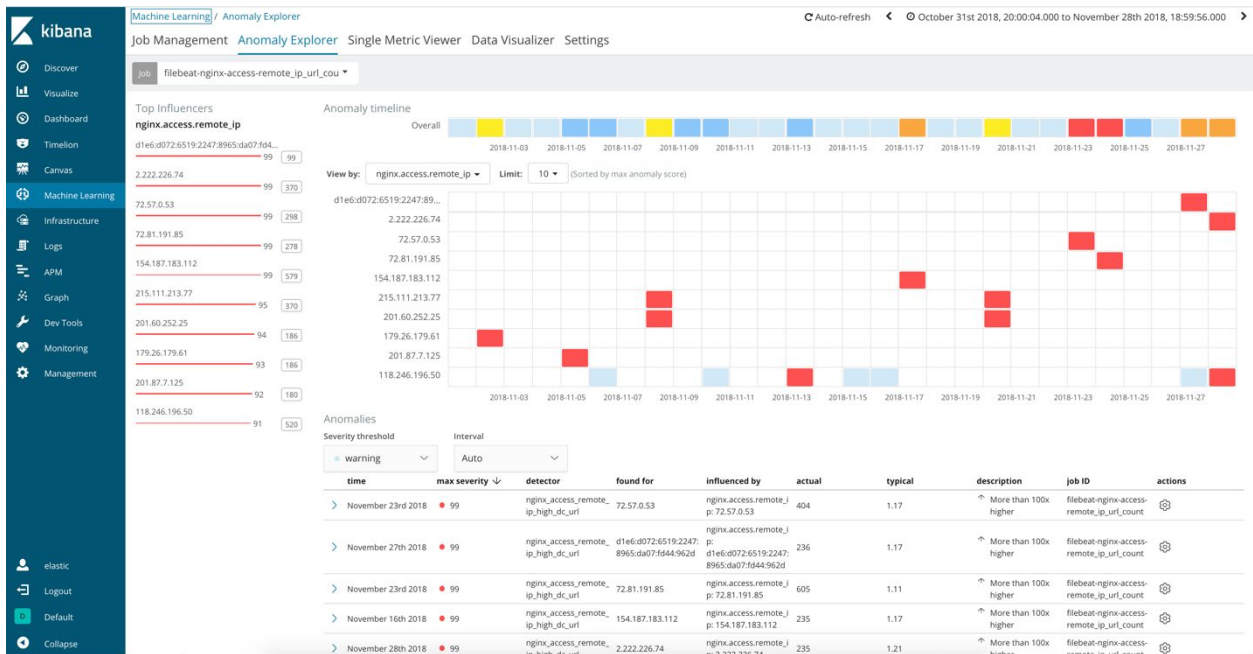 kibana
Discover
Visualize
Dashboard
Timelion
Canvas
Machine Learning
Infrastructure
Logs
APM
Graph
Dev Tools
Monitoring
Management
elastic
Logout
D Default
Collapse
Machine Learning / Anomaly Explorer
Auto-refresh October 31st 2018, 20:00:04.000 to November 28th 2018, 18:59:56.000
Job Management Anomaly Explorer Single Metric Viewer Data Visualizer Settings
job filebeat-nginx-access-remote_ip_url_cou
Top Influencers
nginx.access.remote_ip
d1e6:d072:6519:2247:8965:da07:fd4...
99 99
2.222.226.74
99 370
72.57.0.53
99 298
72.81.191.85
99 278
154.187.183.112
99 579
215.111.213.77
95 370
201.60.252.25
94 186
179.26.179.61
93 186
201.87.7.125
92 180
118.246.196.50
91 520
Anomaly timeline
Overall
2018-11-03 2018-11-05 2018-11-07 2018-11-09 2018-11-11 2018-11-13 2018-11-15 2018-11-17 2018-11-19 2018-11-21 2018-11-23 2018-11-25 2018-11-27
View by: nginx.access.remote_ip Limit: 10 (Sorted by max anomaly score)
d1e6:d072:6519:2247:89...
2.222.226.74
72.57.0.53
72.81.191.85
154.187.183.112
215.111.213.77
201.60.252.25
179.26.179.61
201.87.7.125
118.246.196.50
2018-11-03 2018-11-05 2018-11-07 2018-11-09 2018-11-11 2018-11-13 2018-11-15 2018-11-17 2018-11-19 2018-11-21 2018-11-23 2018-11-25 2018-11-27
Anomalies
Severity threshold Interval
warning Auto
time max severity detector found for influenced by actual typical description job ID actions
November 23rd 2018 99 nginx_access_remote_ip_high_dc_url 72.57.0.53 nginx.access.remote_ip: 72.57.0.53 404 1.17 More than 100x higher filebeat-nginx-access-remote_ip_url_count
November 27th 2018 99 nginx_access_remote_ip_high_dc_url d1e6:d072:6519:2247:8965:da07:fd44:962d nginx.access.remote_ip: d1e6:d072:6519:2247:8965:da07:fd44:962d 236 1.17 More than 100x higher filebeat-nginx-access-remote_ip_url_count
November 23rd 2018 99 nginx_access_remote_ip_high_dc_url 72.81.191.85 nginx.access.remote_ip: 72.81.191.85 605 1.11 More than 100x higher filebeat-nginx-access-remote_ip_url_count
November 16th 2018 99 nginx_access_remote_ip_high_dc_url 154.187.183.112 nginx.access.remote_ip: 154.187.183.112 235 1.17 More than 100x higher filebeat-nginx-access-remote_ip_url_count
November 28th 2018 99 nginx_access_remote_ 2.222.226.74 nginx.access.remote_i 235 1.21 More than 100x filebeat-nginx-access-